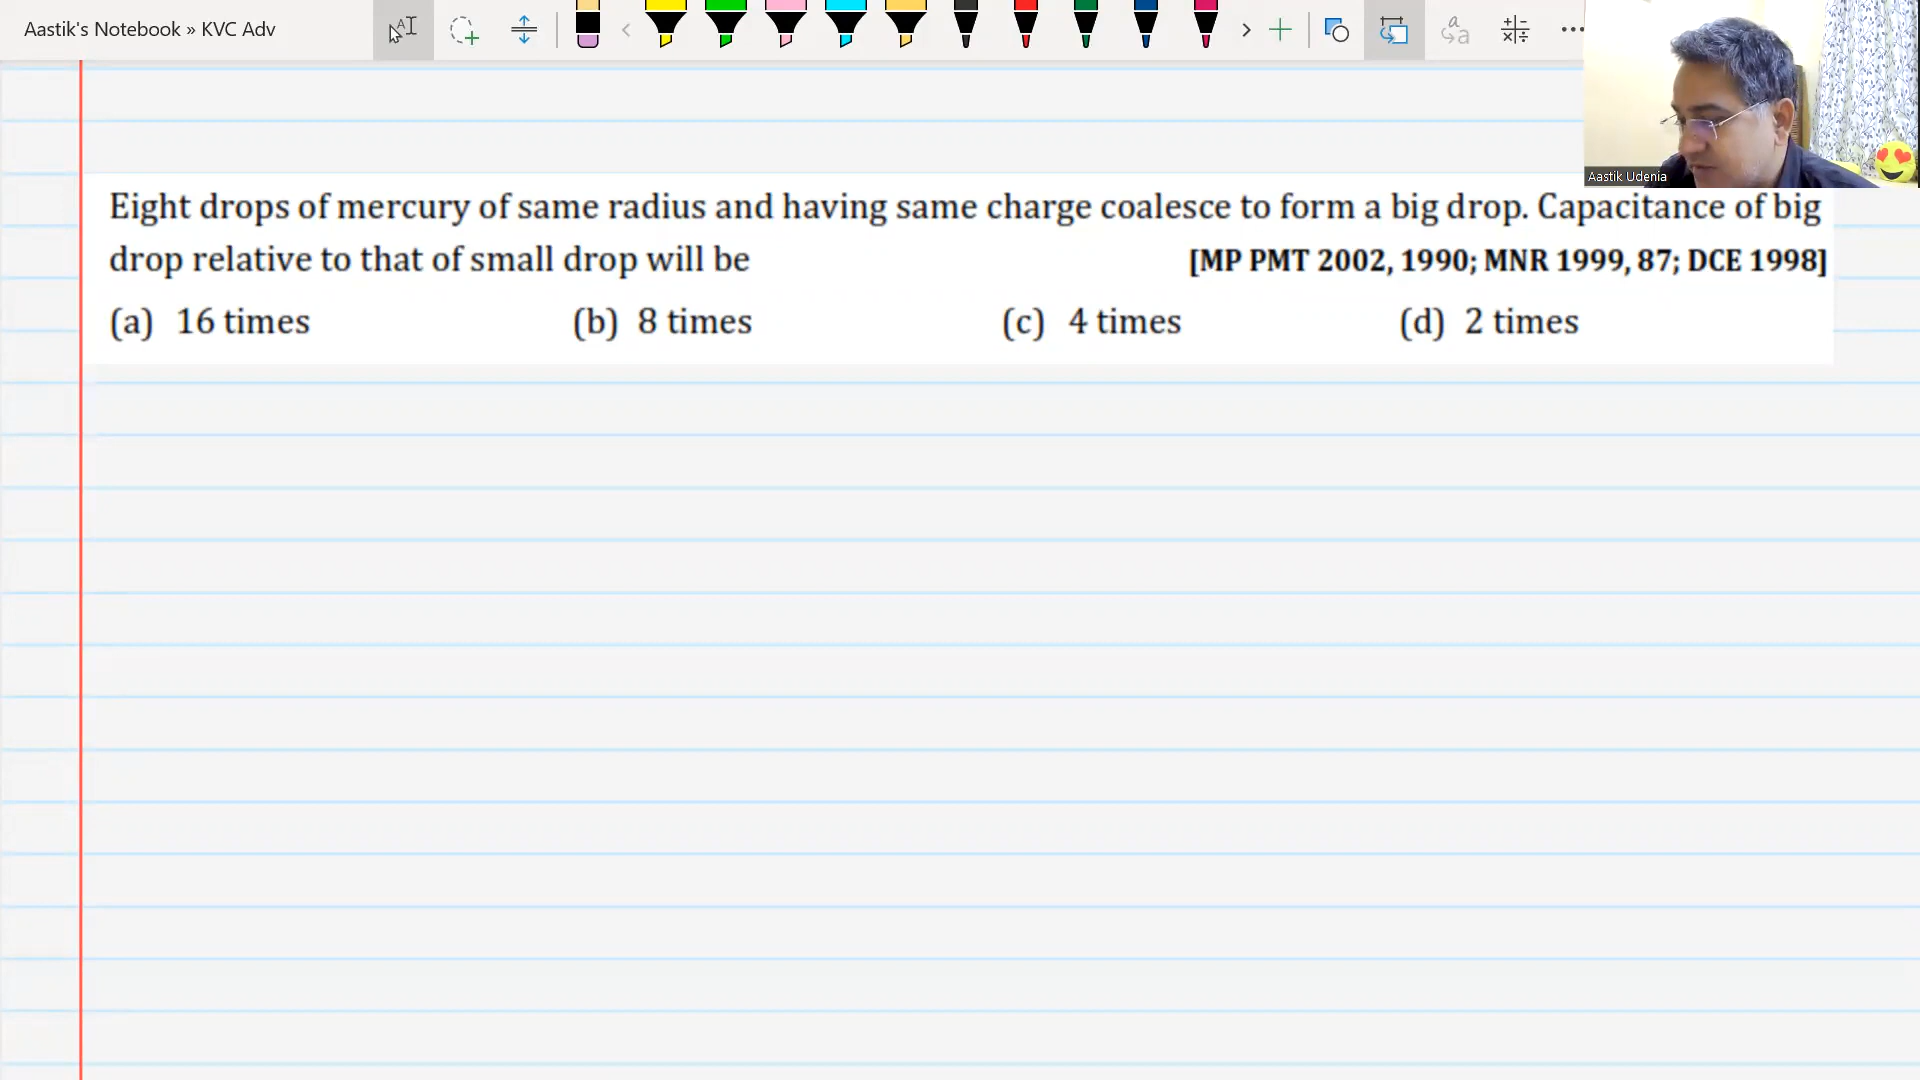 Aastik's Notebook » KVC Adv
Aastik Udenia
Eight drops of mercury of same radius and having same charge coalesce to form a big drop. Capacitance of big
drop relative to that of small drop will be [MP PMT 2002, 1990; MNR 1999, 87; DCE 1998]
(a) 16 times (b) 8 times (c) 4 times (d) 2 times